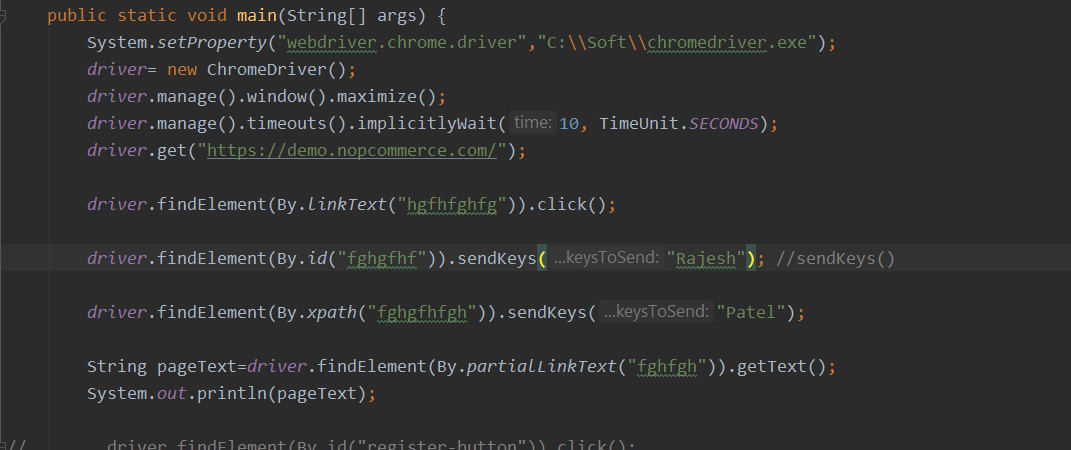 public static void main(String[] args) {
System.setProperty("webdriver.chrome.driver","C:\\Soft\\chromedriver.exe");
driver= new ChromeDriver();
driver.manage().window().maximize();
driver.manage().timeouts().implicitlyWait( time: 10, TimeUnit.SECONDS);
driver.get("https://demo.nopcommerce.com/");
driver.findElement(By.linkText("hgfhfghfg")).click();
driver.findElement(By.id("fghgfhf")).sendKeys( ...keysToSend: "Rajesh"); //sendKeys()
driver.findElement(By.xpath("fghgfhfgh")).sendKeys( ...keysToSend: "Patel");
String pageText=driver.findElement(By.partialLinkText("fghfgh")).getText();
System.out.println(pageText);
// driver.findElement(By.id("register-button")).click();